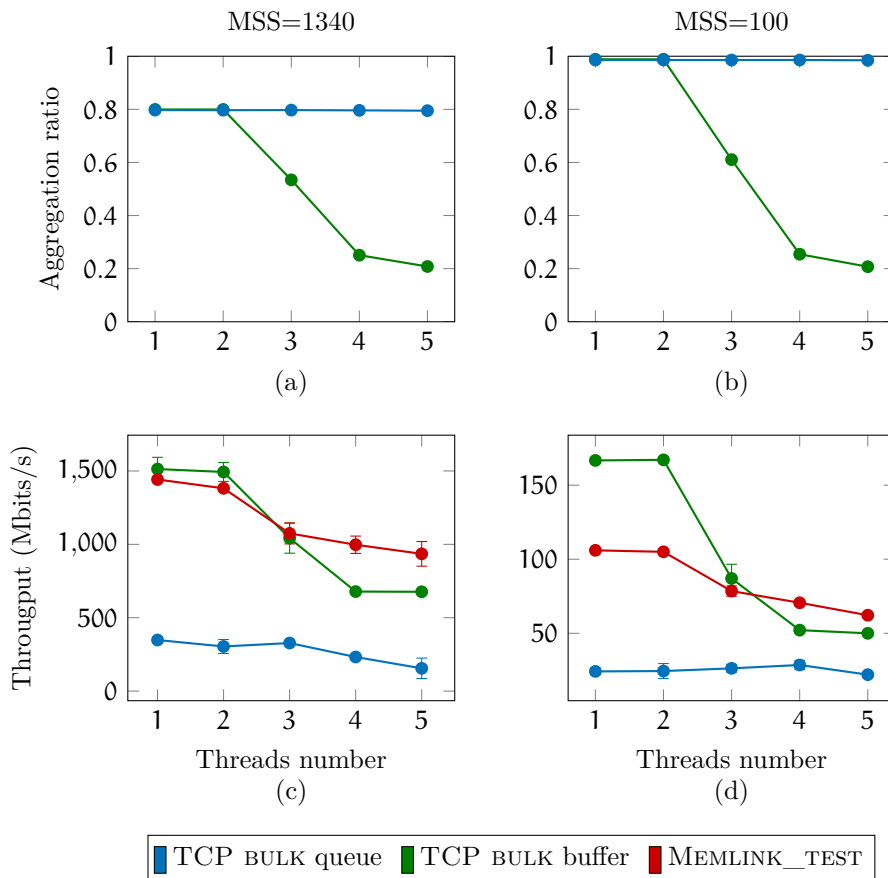 MSS=1340
MSS=100
Aggregation ratio
1
0.8
0.6
0.4
0.2
0
1 2 3 4 5
(a)
1
0.8
0.6
0.4
0.2
0
1 2 3 4 5
(b)
Througput (Mbits/s)
1,500
1,000
500
0
1 2 3 4 5
Threads number
(c)
150
100
50
1 2 3 4 5
Threads number
(d)
TCP BULK queue TCP BULK buffer MEMLINK_TEST